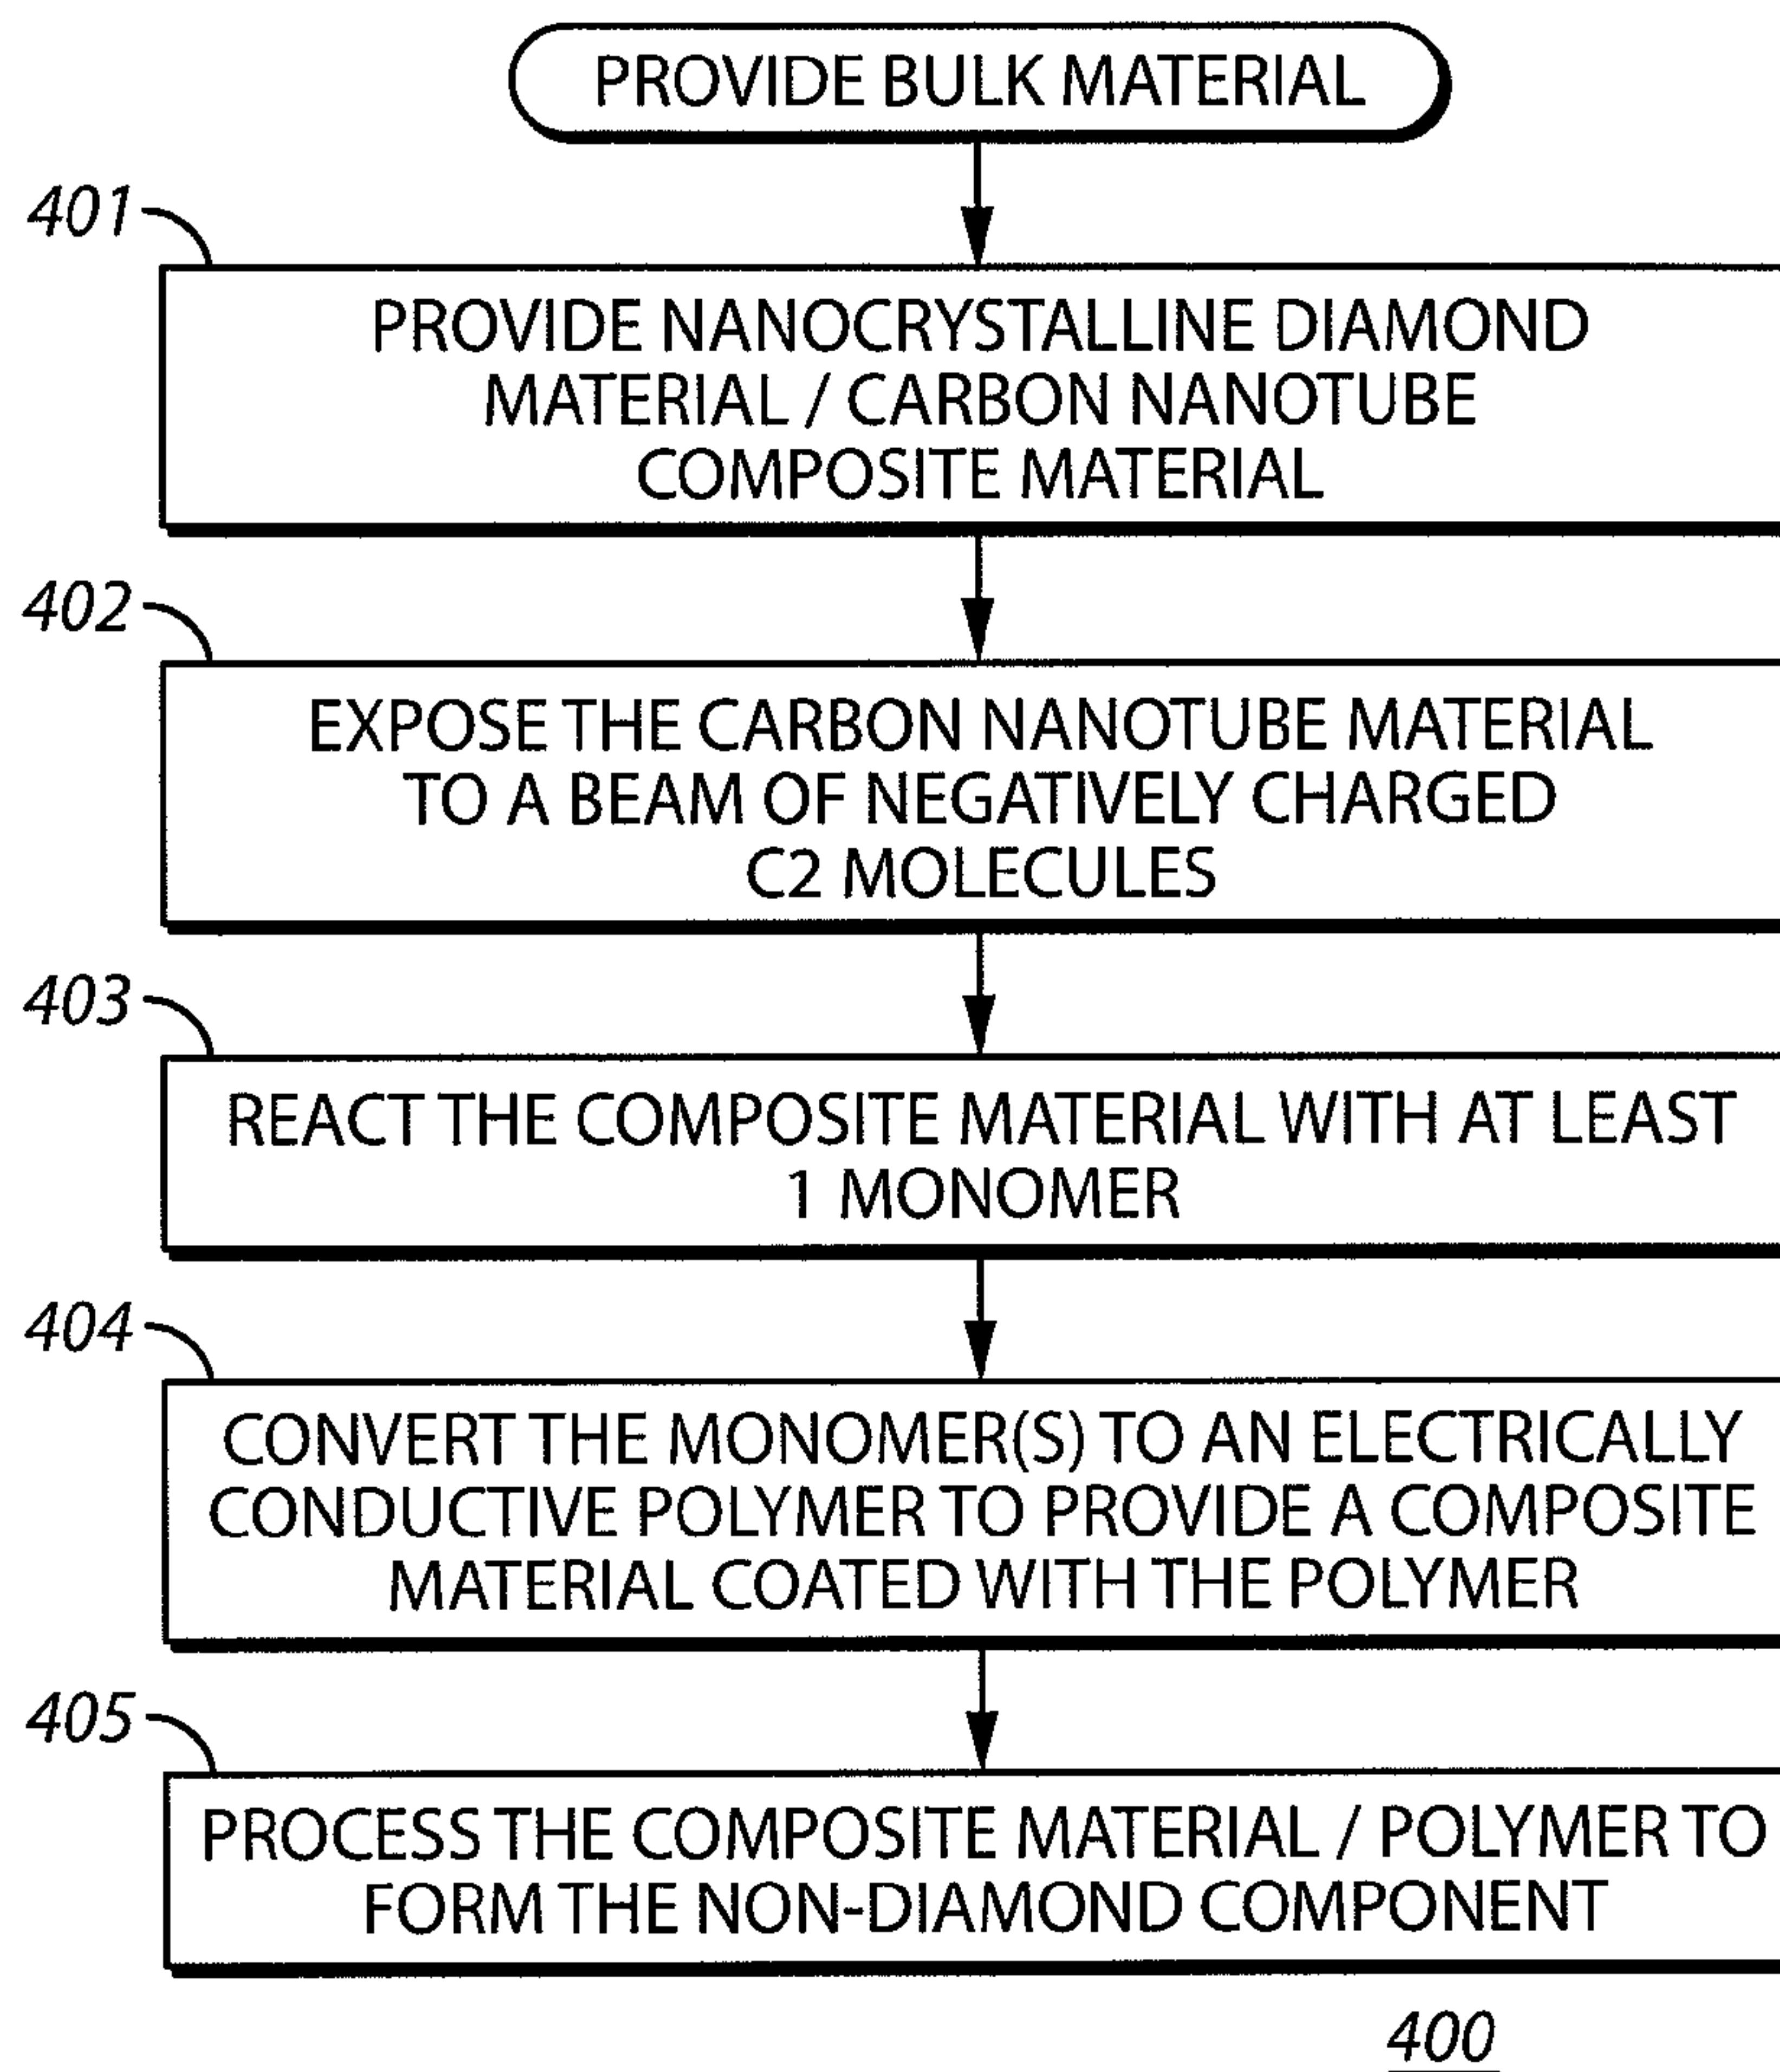 PROVIDE BULK MATERIAL
401
PROVIDE NANOCRYSTALLINE DIAMOND
MATERIAL / CARBON NANOTUBE
COMPOSITE MATERIAL
402
EXPOSE THE CARBON NANOTUBE MATERIAL
TO A BEAM OF NEGATIVELY CHARGED
C2 MOLECULES
403
REACT THE COMPOSITE MATERIAL WITH AT LEAST
1 MONOMER
404
CONVERT THE MONOMER(S) TO AN ELECTRICALLY
CONDUCTIVE POLYMER TO PROVIDE A COMPOSITE
MATERIAL COATED WITH THE POLYMER
405
PROCESS THE COMPOSITE MATERIAL / POLYMER TO
FORM THE NON-DIAMOND COMPONENT
400